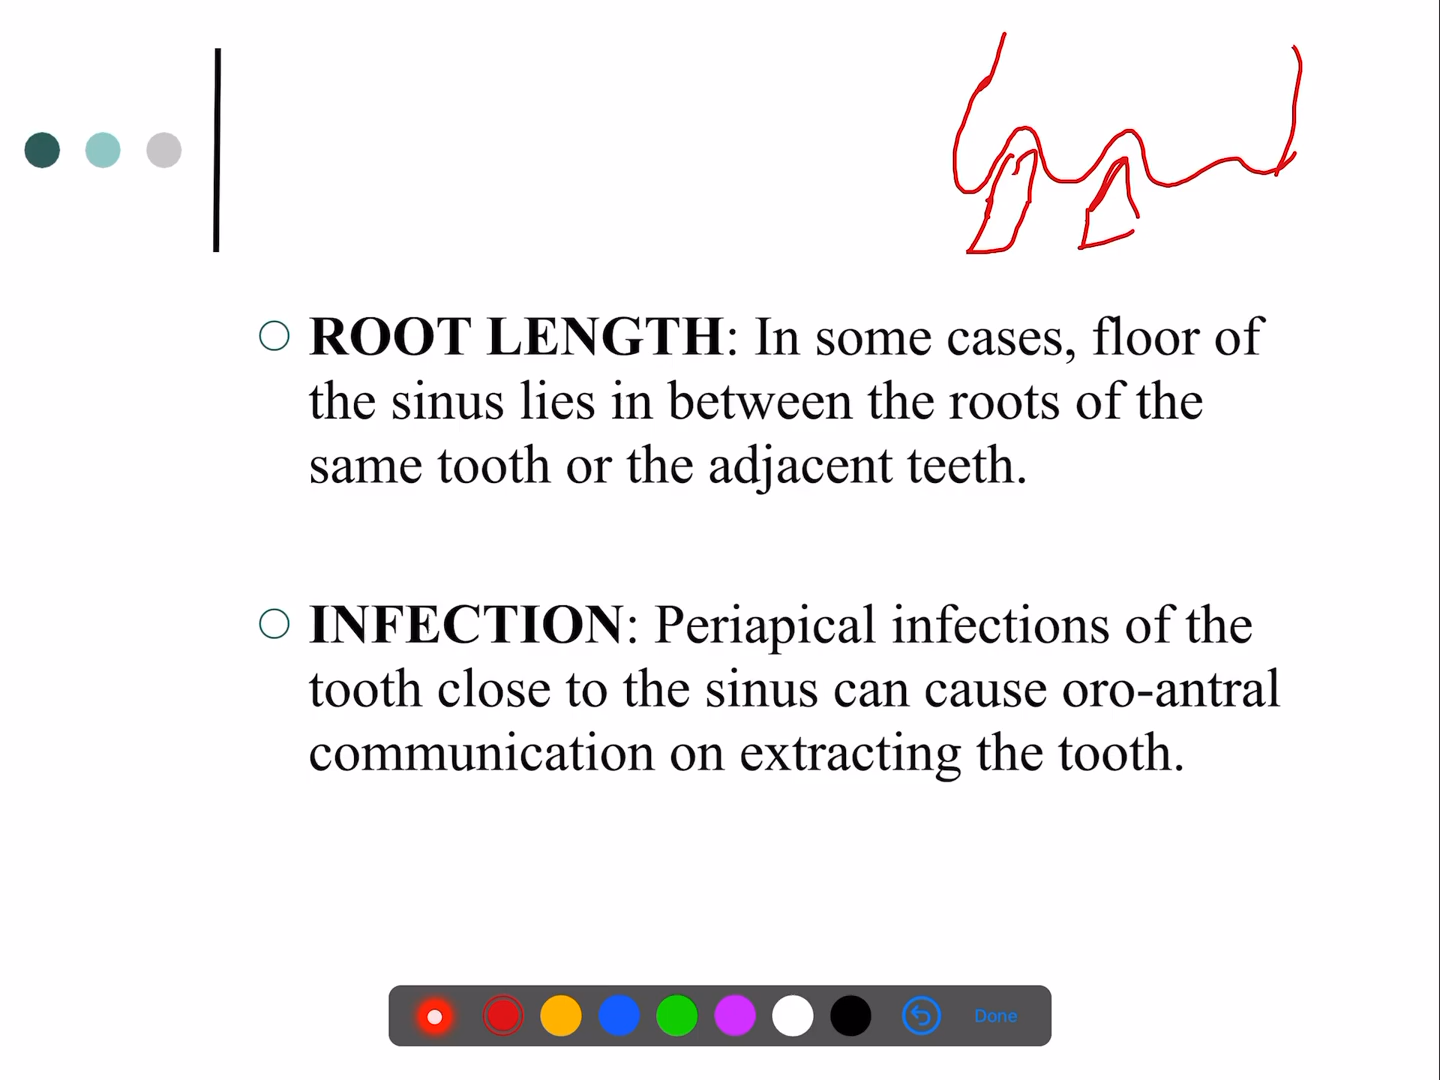 ROOT LENGTH: In some cases, floor of
the sinus lies in between the roots of the
same tooth or the adjacent teeth.
INFECTION: Periapical infections of the
tooth close to the sinus can cause oro-antral
communication on extracting the tooth.
Done